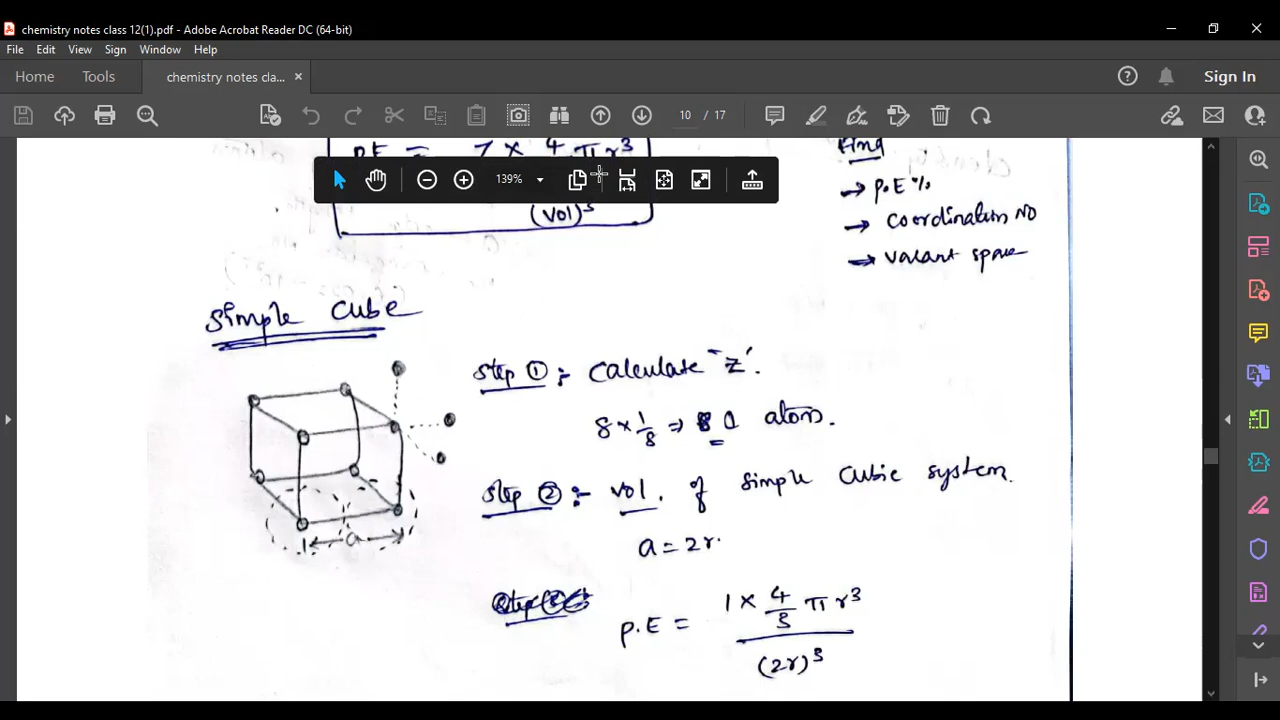 chemistry notes class 12(1).pdf - Adobe Acrobat Reader DC (64-bit)
File Edit View Sign Window Help
Home Tools chemistry notes cla... × Sign In
10 / 17
P.E = Z × 4 π r³
139%
(vol)³
Find
→ P.E %
→ coordination No
→ vacant space
Simple Cube
Step ① :- Calculate "Z".
8 × 1/8 ⇒ 1 atom.
Step ② :- vol. of simple cubic system.
a = 2r.
a
P.E = 1 × 4/3 π r³
(2r)³